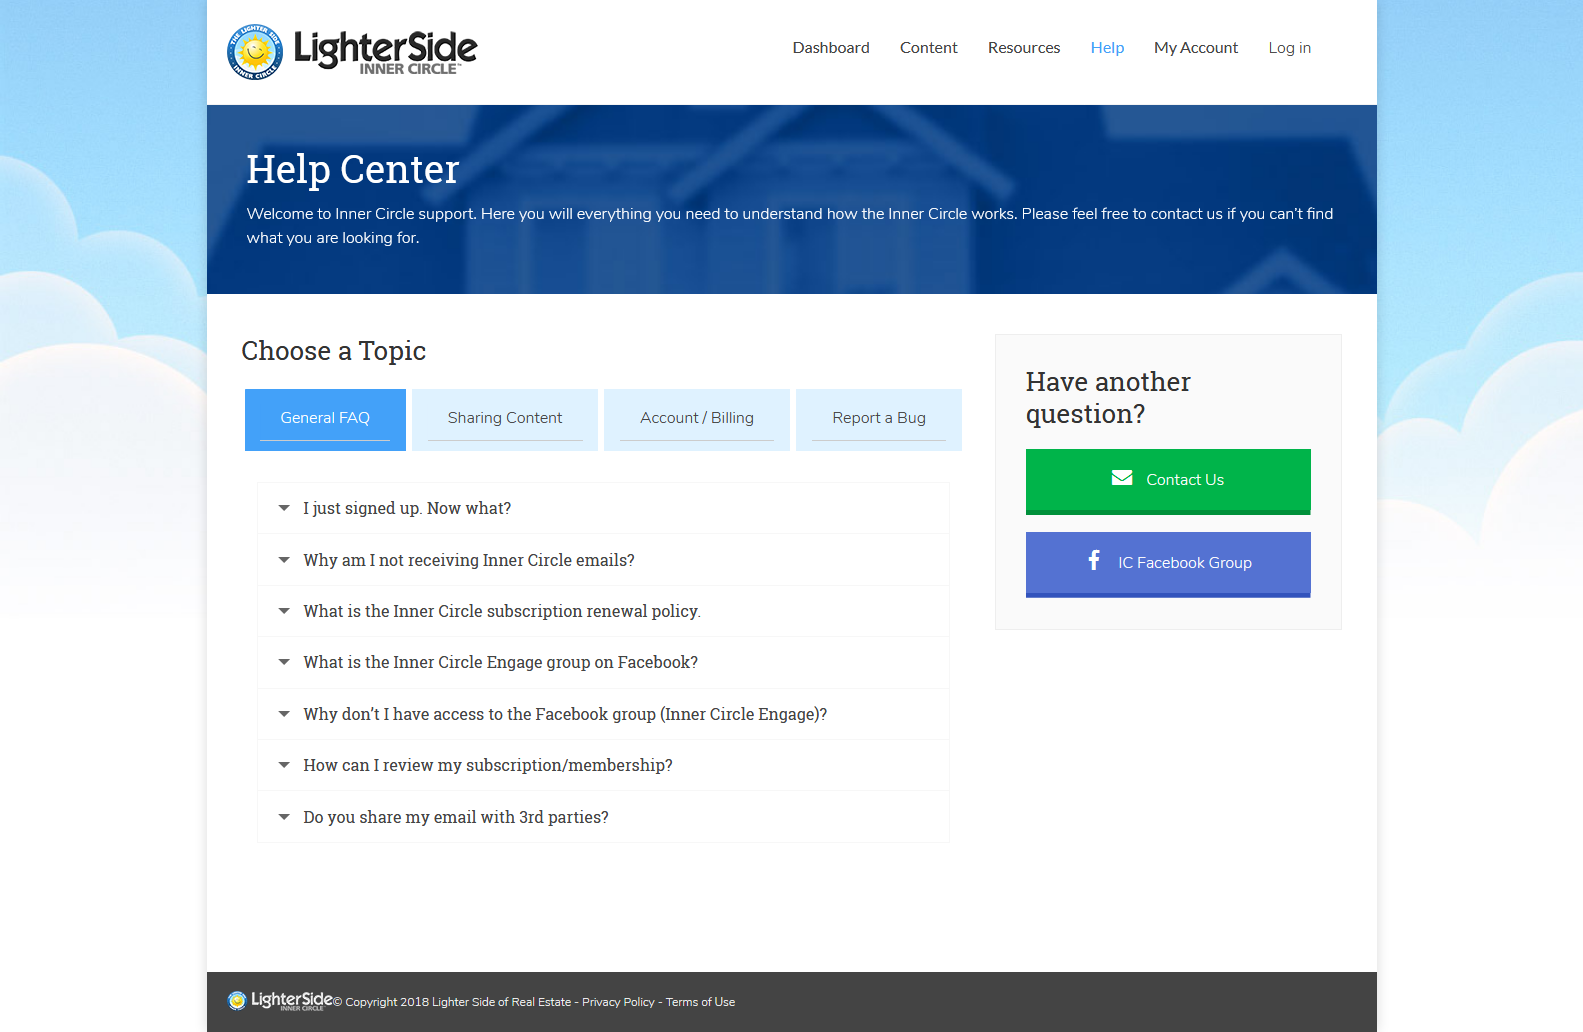 THE LIGHTER SIDE
INNER CIRCLE
LighterSide
INNER CIRCLE™
Dashboard
Content
Resources
Help
My Account
Log in
Help Center
Welcome to Inner Circle support. Here you will everything you need to understand how the Inner Circle works. Please feel free to contact us if you can’t find
what you are looking for.
Choose a Topic
General FAQ
Sharing Content
Account / Billing
Report a Bug
I just signed up. Now what?
Why am I not receiving Inner Circle emails?
What is the Inner Circle subscription renewal policy.
What is the Inner Circle Engage group on Facebook?
Why don’t I have access to the Facebook group (Inner Circle Engage)?
How can I review my subscription/membership?
Do you share my email with 3rd parties?
Have another
question?
Contact Us
IC Facebook Group
LighterSide
INNER CIRCLE
© Copyright 2018 Lighter Side of Real Estate - Privacy Policy - Terms of Use